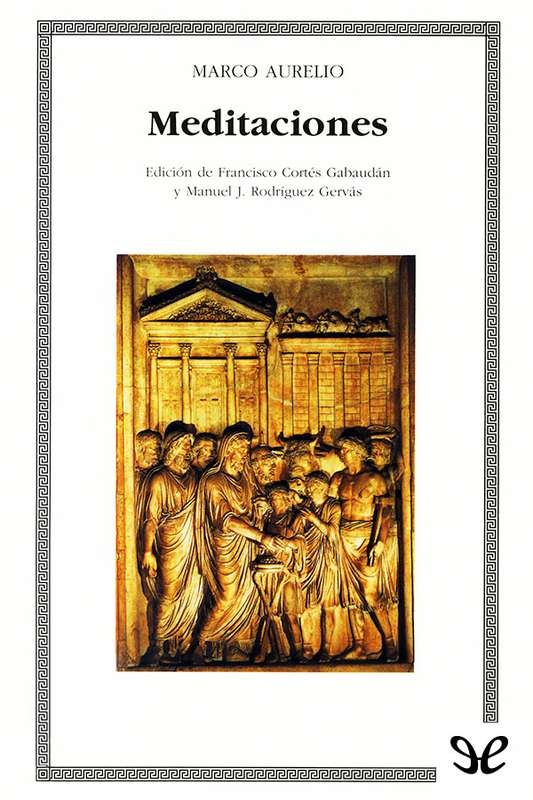 MARCO AURELIO
Meditaciones
Edición de Francisco Cortés Gabaudán
y Manuel J. Rodríguez Gervás